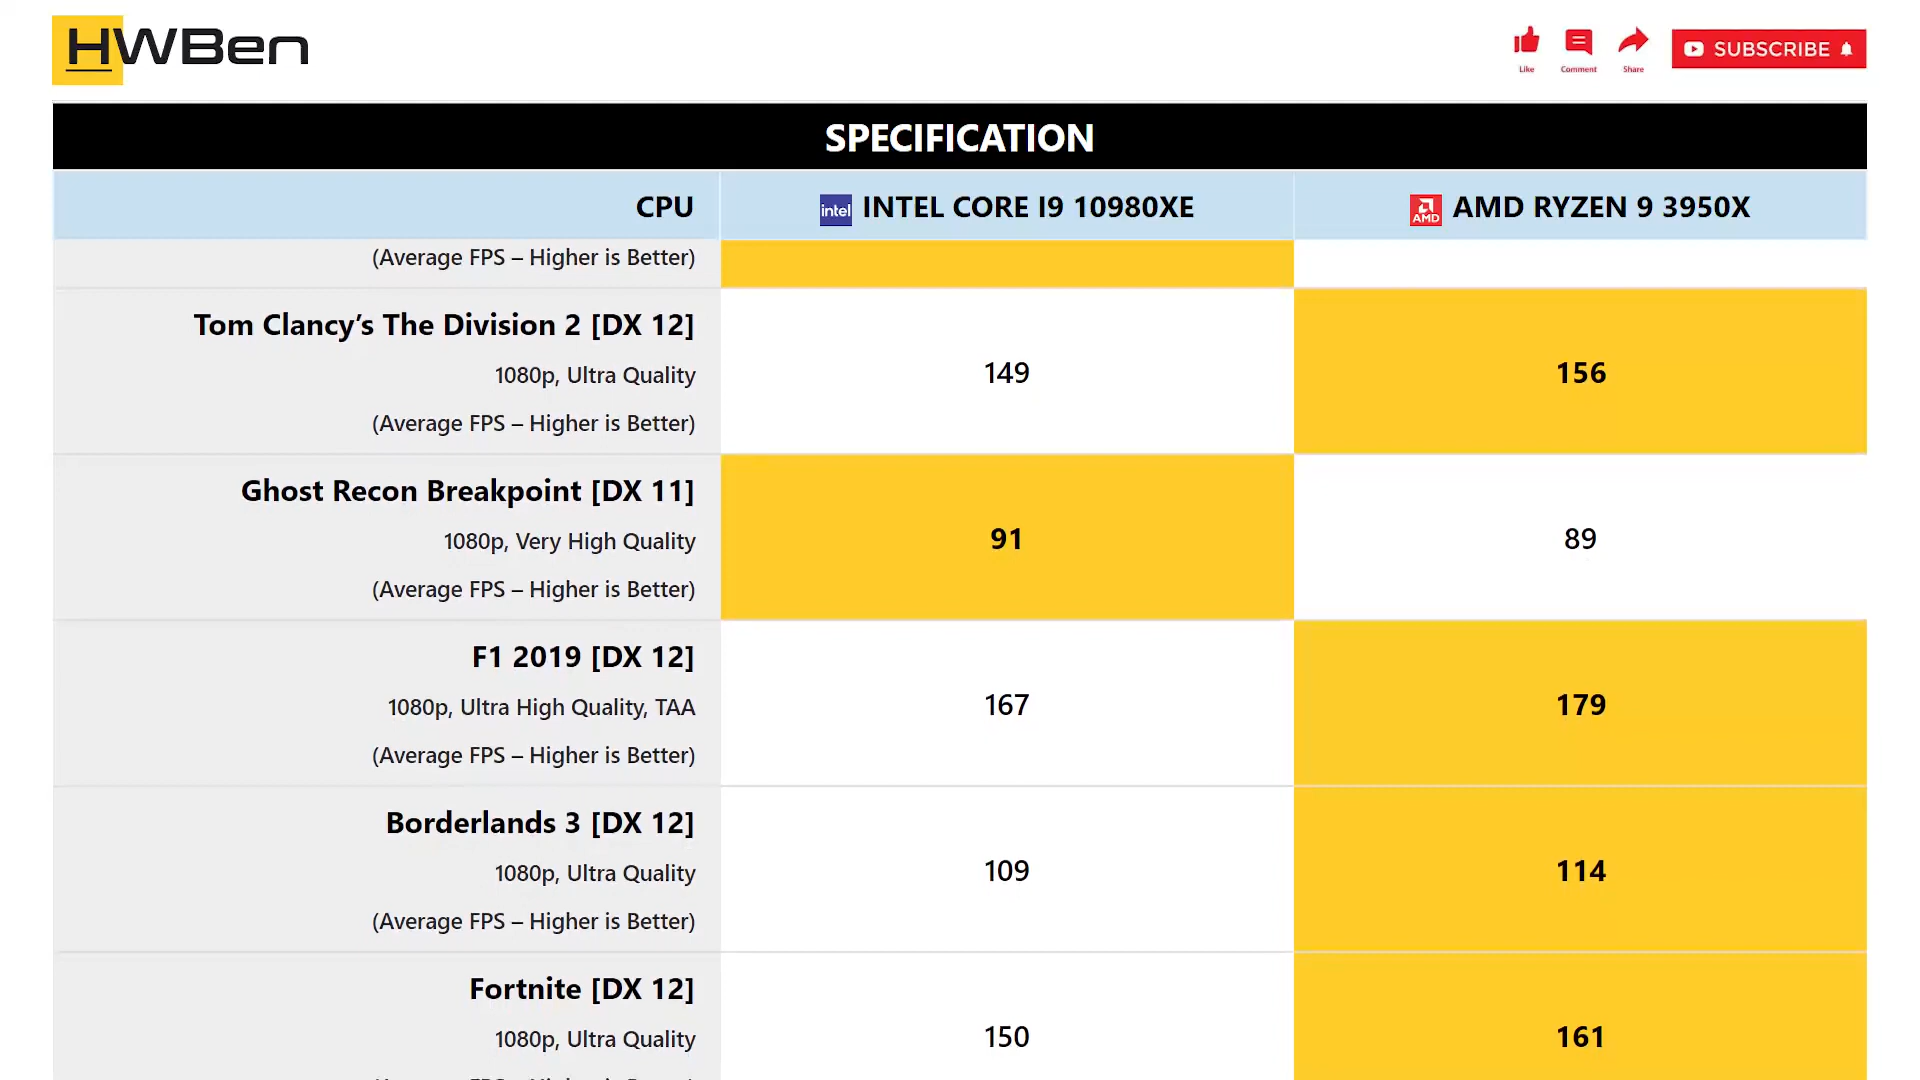 HWBen
Like
Comment
Share
SUBSCRIBE
SPECIFICATION
CPU
intel
INTEL CORE I9 10980XE
AMD
AMD RYZEN 9 3950X
(Average FPS – Higher is Better)
Tom Clancy’s The Division 2 [DX 12]
1080p, Ultra Quality
(Average FPS – Higher is Better)
149
156
Ghost Recon Breakpoint [DX 11]
1080p, Very High Quality
(Average FPS – Higher is Better)
91
89
F1 2019 [DX 12]
1080p, Ultra High Quality, TAA
(Average FPS – Higher is Better)
167
179
Borderlands 3 [DX 12]
1080p, Ultra Quality
(Average FPS – Higher is Better)
109
114
Fortnite [DX 12]
1080p, Ultra Quality
150
161